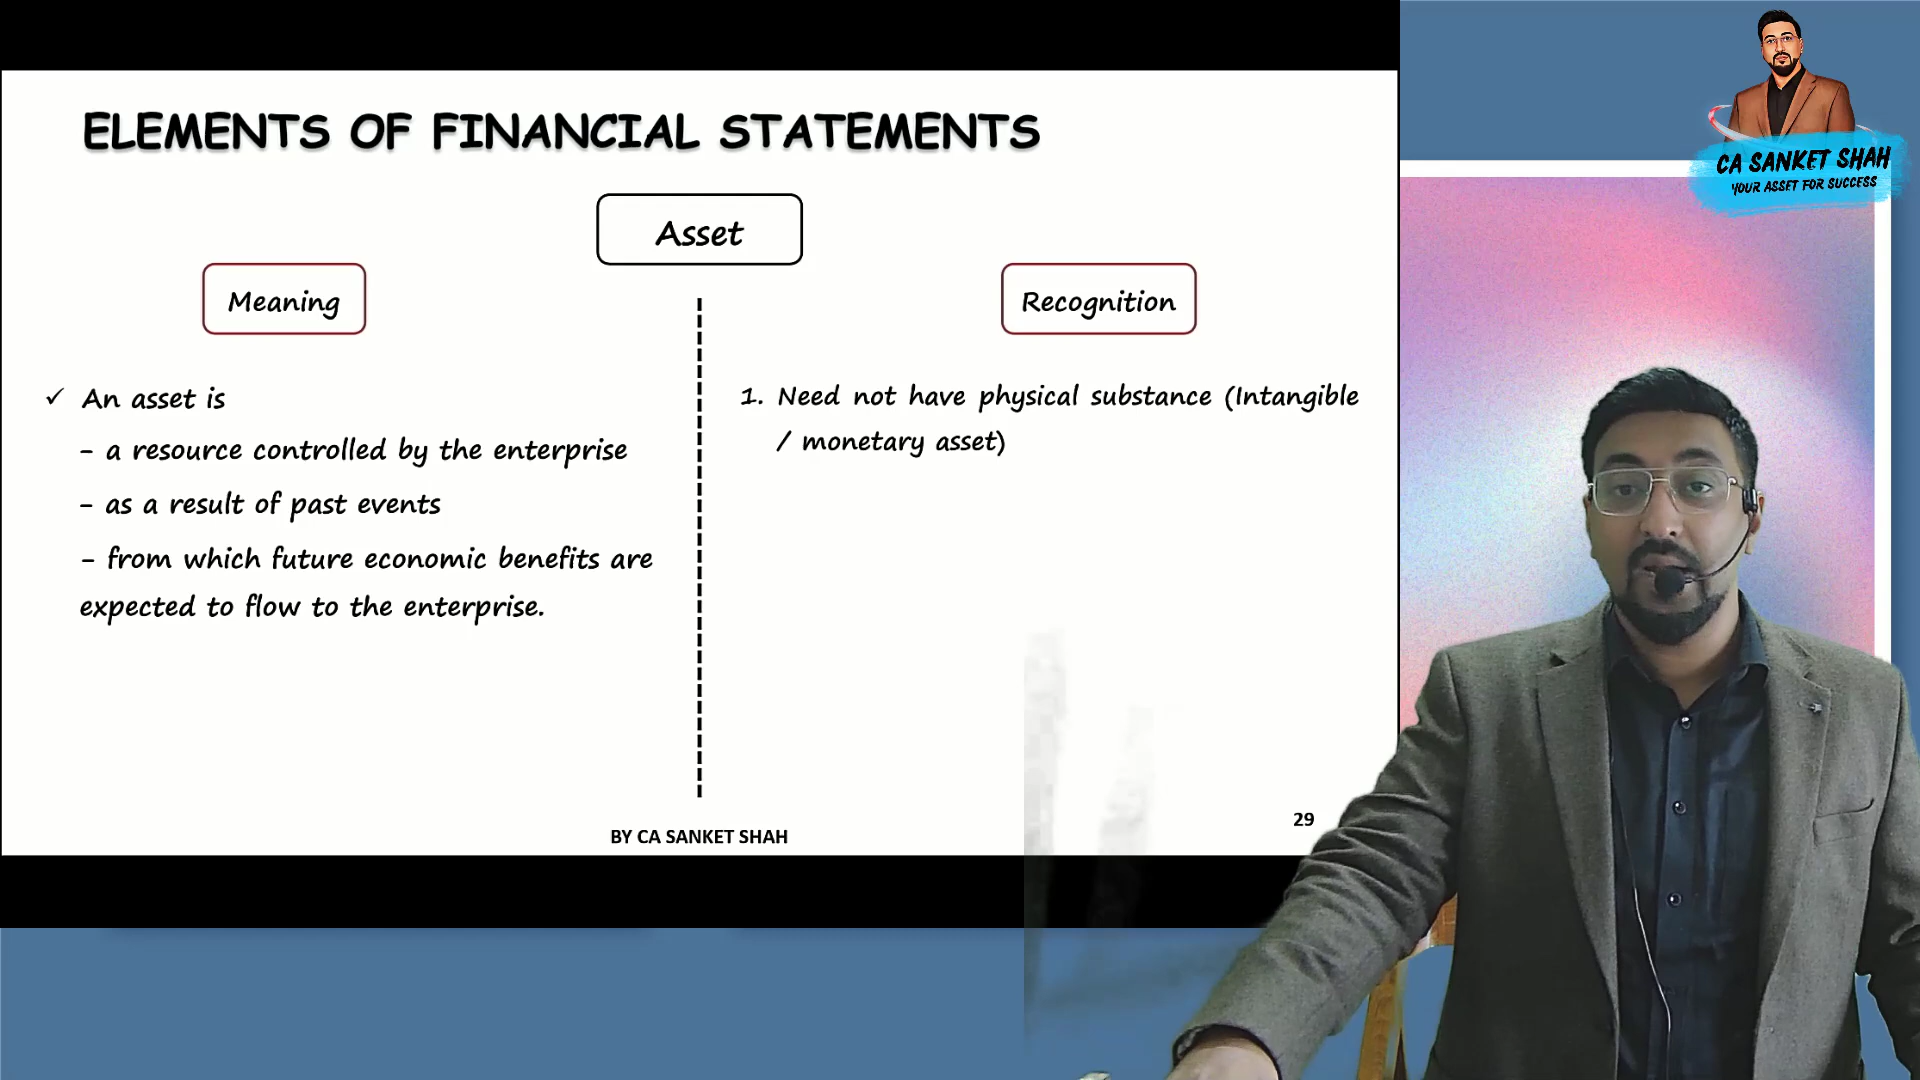 CA SANKET SHAH
YOUR ASSET FOR SUCCESS
ELEMENTS OF FINANCIAL STATEMENTS
Asset
Meaning
✓ An asset is
- a resource controlled by the enterprise
- as a result of past events
- from which future economic benefits are
expected to flow to the enterprise.
Recognition
1. Need not have physical substance (Intangible
/ monetary asset)
BY CA SANKET SHAH
29